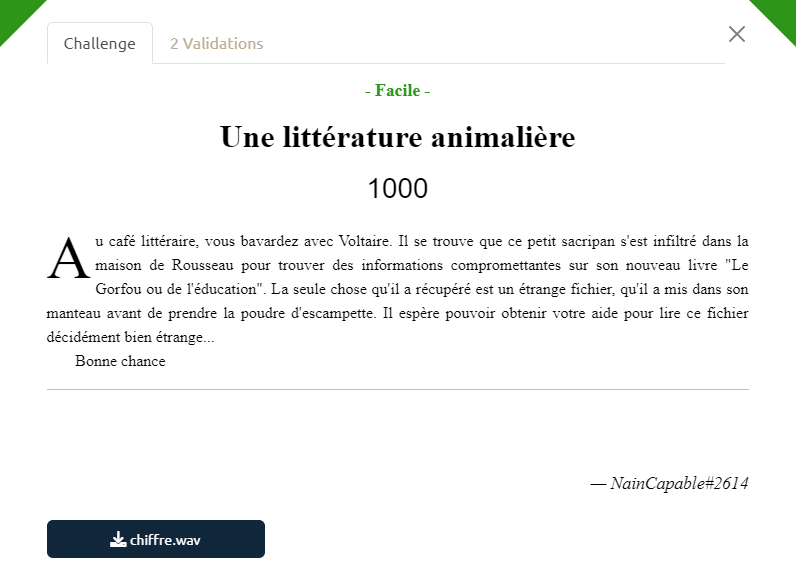 Challenge
2 Validations
- Facile -
Une littérature animalière
1000
Au café littéraire, vous bavardez avec Voltaire. Il se trouve que ce petit sacripan s'est infiltré dans la
maison de Rousseau pour trouver des informations compromettantes sur son nouveau livre "Le
Gorfou ou de l'éducation". La seule chose qu'il a récupéré est un étrange fichier, qu'il a mis dans son
manteau avant de prendre la poudre d'escampette. Il espère pouvoir obtenir votre aide pour lire ce fichier
décidément bien étrange...
Bonne chance
— NainCapable#2614
chiffre.wav